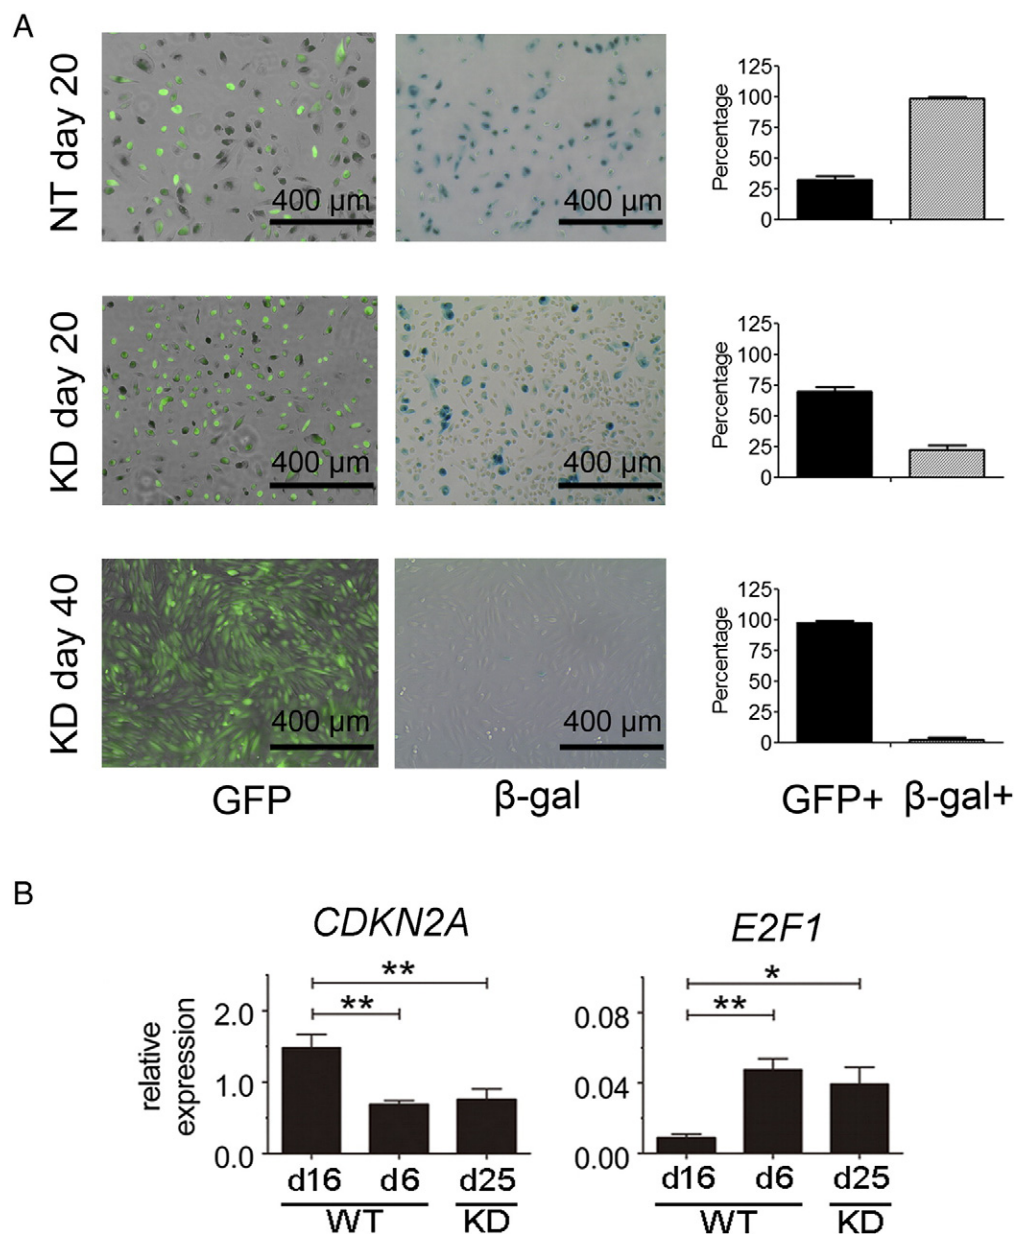 A
NT day 20
400 µm
400 µm
Percentage
125
100
75
50
25
0
KD day 20
400 µm
400 µm
Percentage
125
100
75
50
25
0
KD day 40
400 µm
400 µm
Percentage
125
100
75
50
25
0
GFP
β-gal
GFP+ β-gal+
B
CDKN2A
relative
expression
2.0
1.0
0.0
**
**
d16 d6 d25
WT KD
E2F1
0.08
0.04
0.00
*
**
d16 d6 d25
WT KD